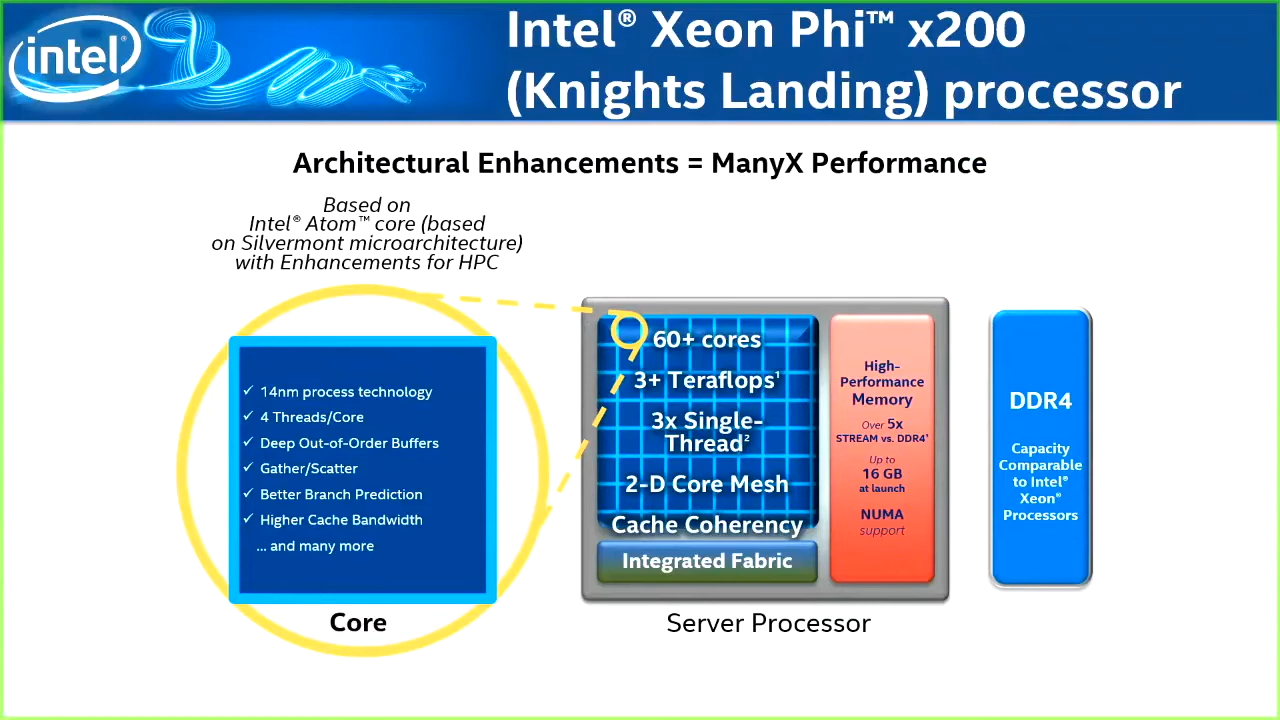 intel®
Intel® Xeon Phi™ x200
(Knights Landing) processor
Architectural Enhancements = ManyX Performance
Based on
Intel® Atom™ core (based
on Silvermont microarchitecture)
with Enhancements for HPC
✓ 14nm process technology
✓ 4 Threads/Core
✓ Deep Out-of-Order Buffers
✓ Gather/Scatter
✓ Better Branch Prediction
✓ Higher Cache Bandwidth
... and many more
Core
60+ cores
3+ Teraflops¹
3x Single-
Thread²
2-D Core Mesh
Cache Coherency
Integrated Fabric
High-
Performance
Memory
Over 5x
STREAM vs. DDR4¹
Up to
16 GB
at launch
NUMA
support
Server Processor
DDR4
Capacity
Comparable
to Intel®
Xeon®
Processors